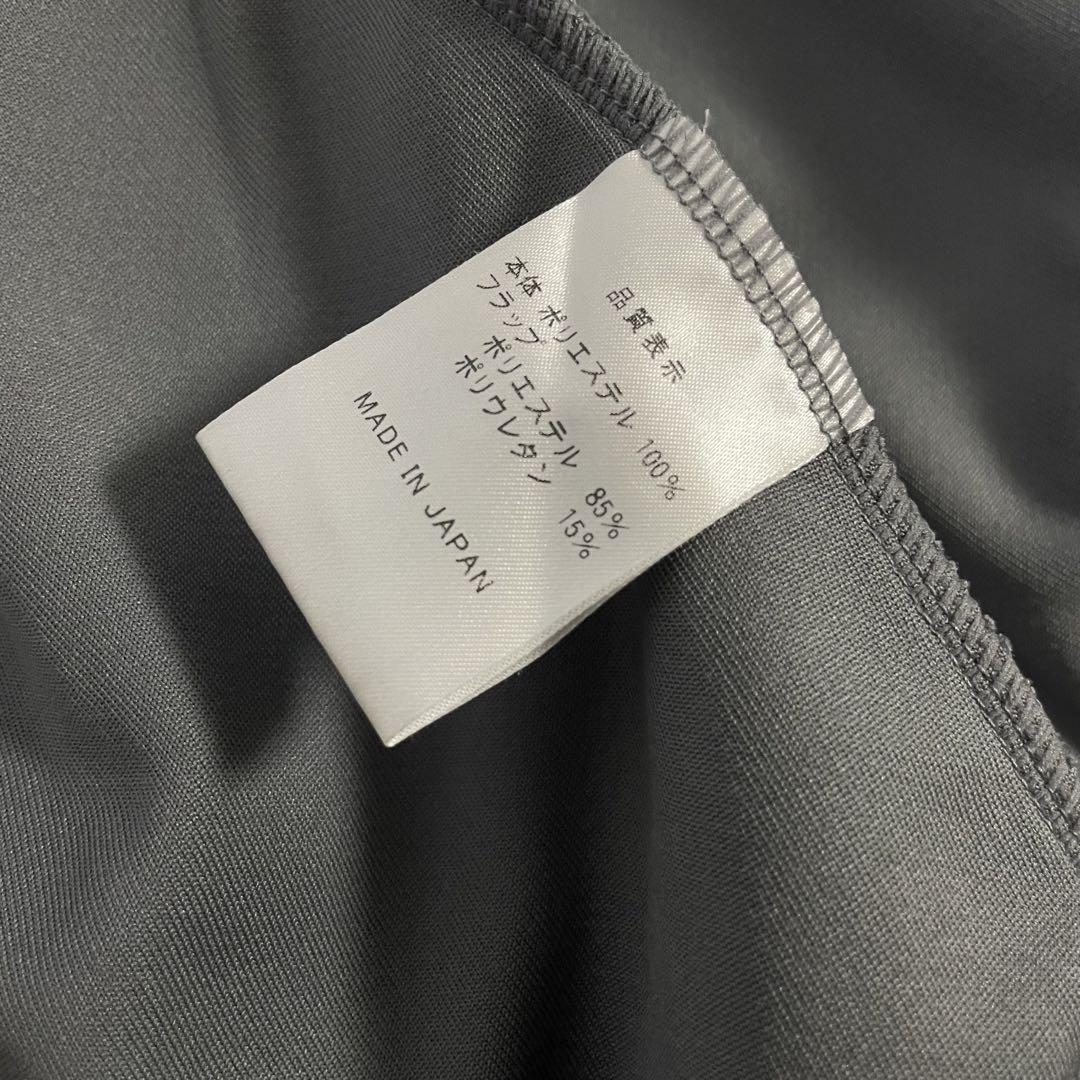 品質表示
本体 ポリエステル 100%
フラップ
ポリエステル 85%
ポリウレタン 15%
MADE IN JAPAN